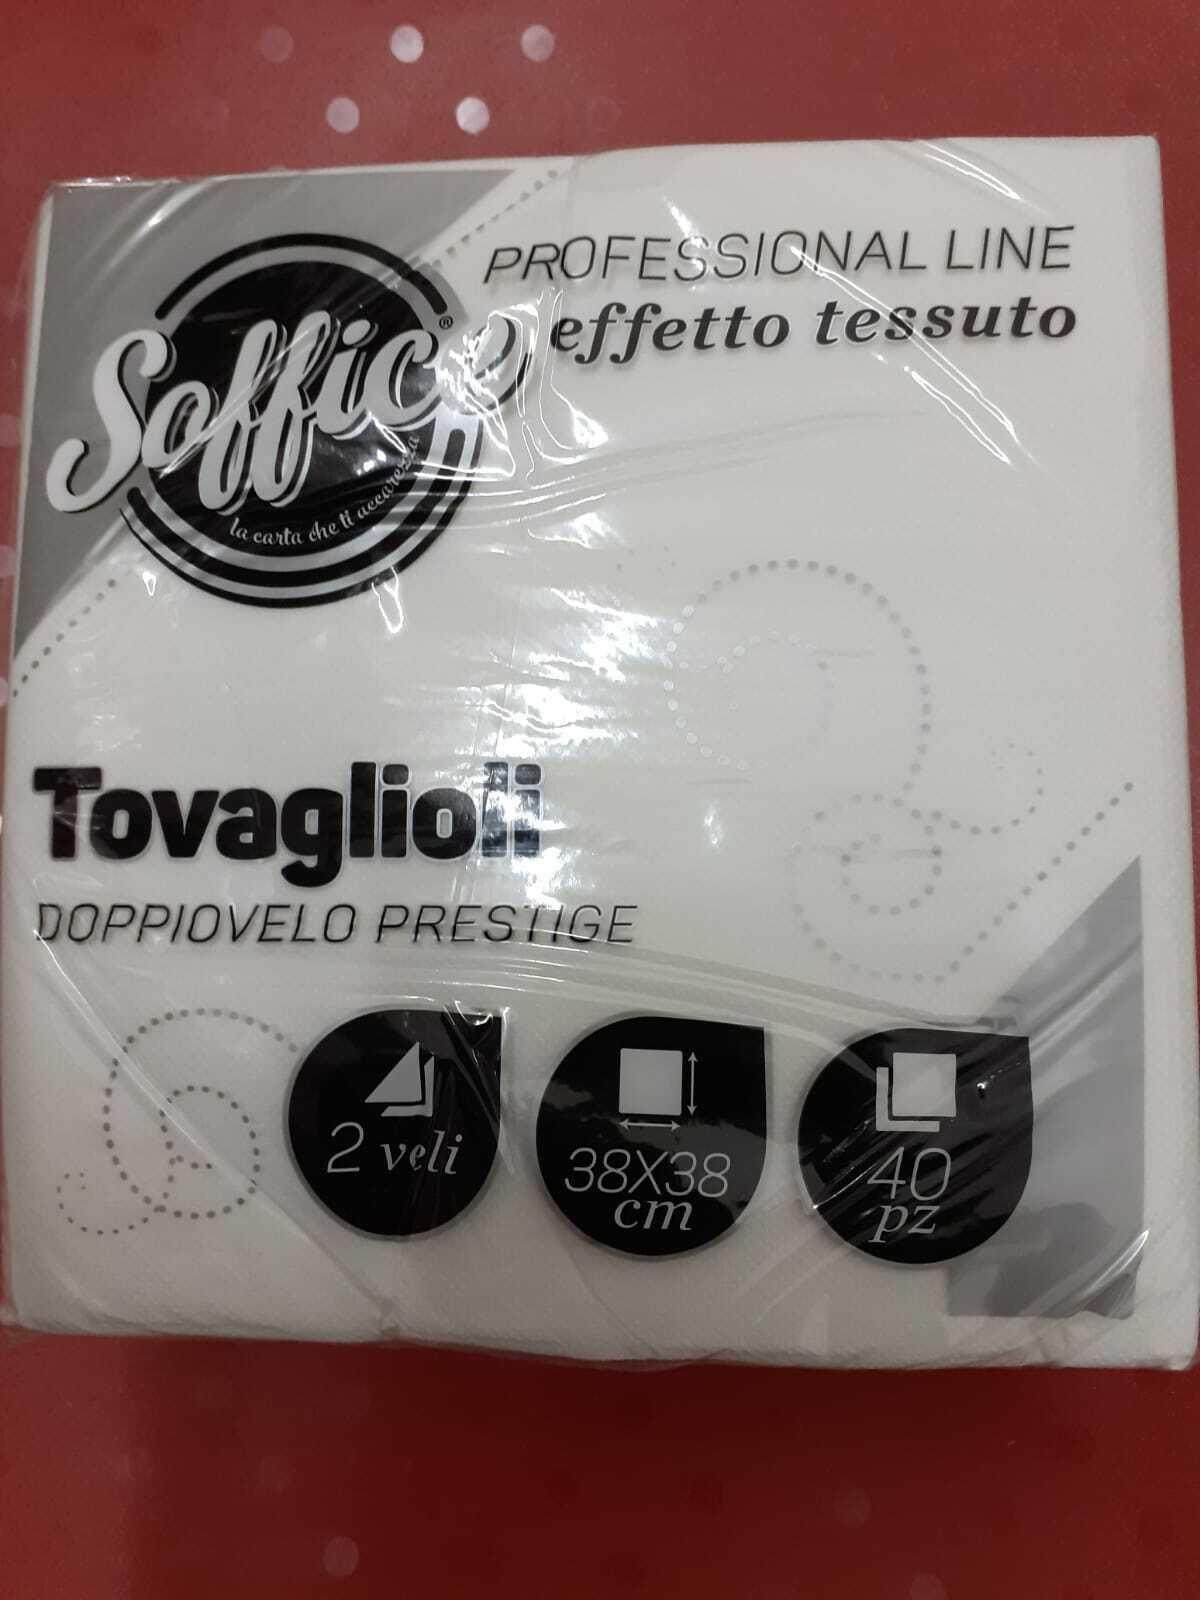 PROFESSIONAL LINE
effetto tessuto
Soffice®
la carta che ti accarezza
Tovaglioli
DOPPIOVELO PRESTIGE
2 veli
38X38
cm
40
pz